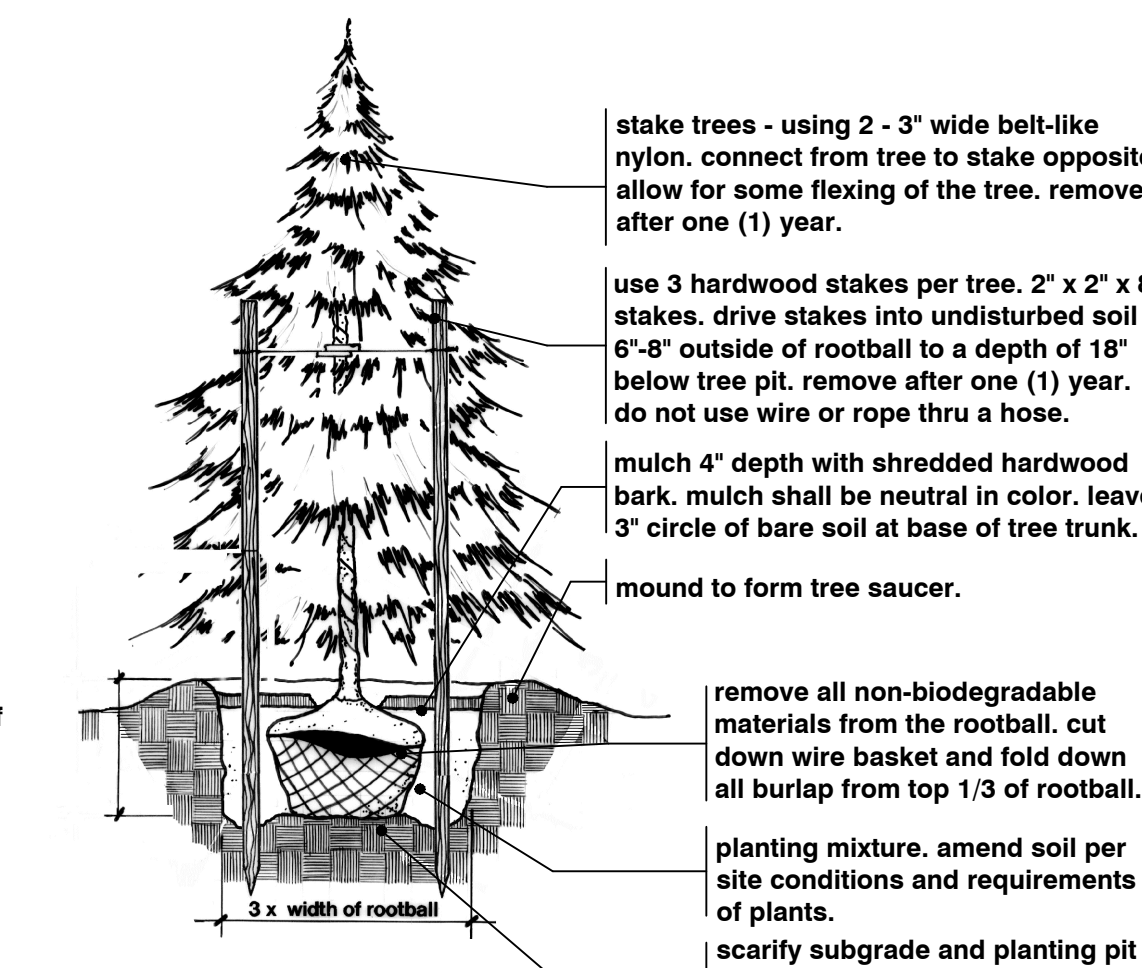 stake trees - using 2 - 3" wide belt-like
nylon. connect from tree to stake opposite
allow for some flexing of the tree. remove
after one (1) year.
use 3 hardwood stakes per tree. 2" x 2" x 8
stakes. drive stakes into undisturbed soil
6"-8" outside of rootball to a depth of 18"
below tree pit. remove after one (1) year.
do not use wire or rope thru a hose.
mulch 4" depth with shredded hardwood
bark. mulch shall be neutral in color. leave
3" circle of bare soil at base of tree trunk.
mound to form tree saucer.
remove all non-biodegradable
materials from the rootball. cut
down wire basket and fold down
all burlap from top 1/3 of rootball.
planting mixture. amend soil per
site conditions and requirements
of plants.
3 x width of rootball
scarify subgrade and planting pit